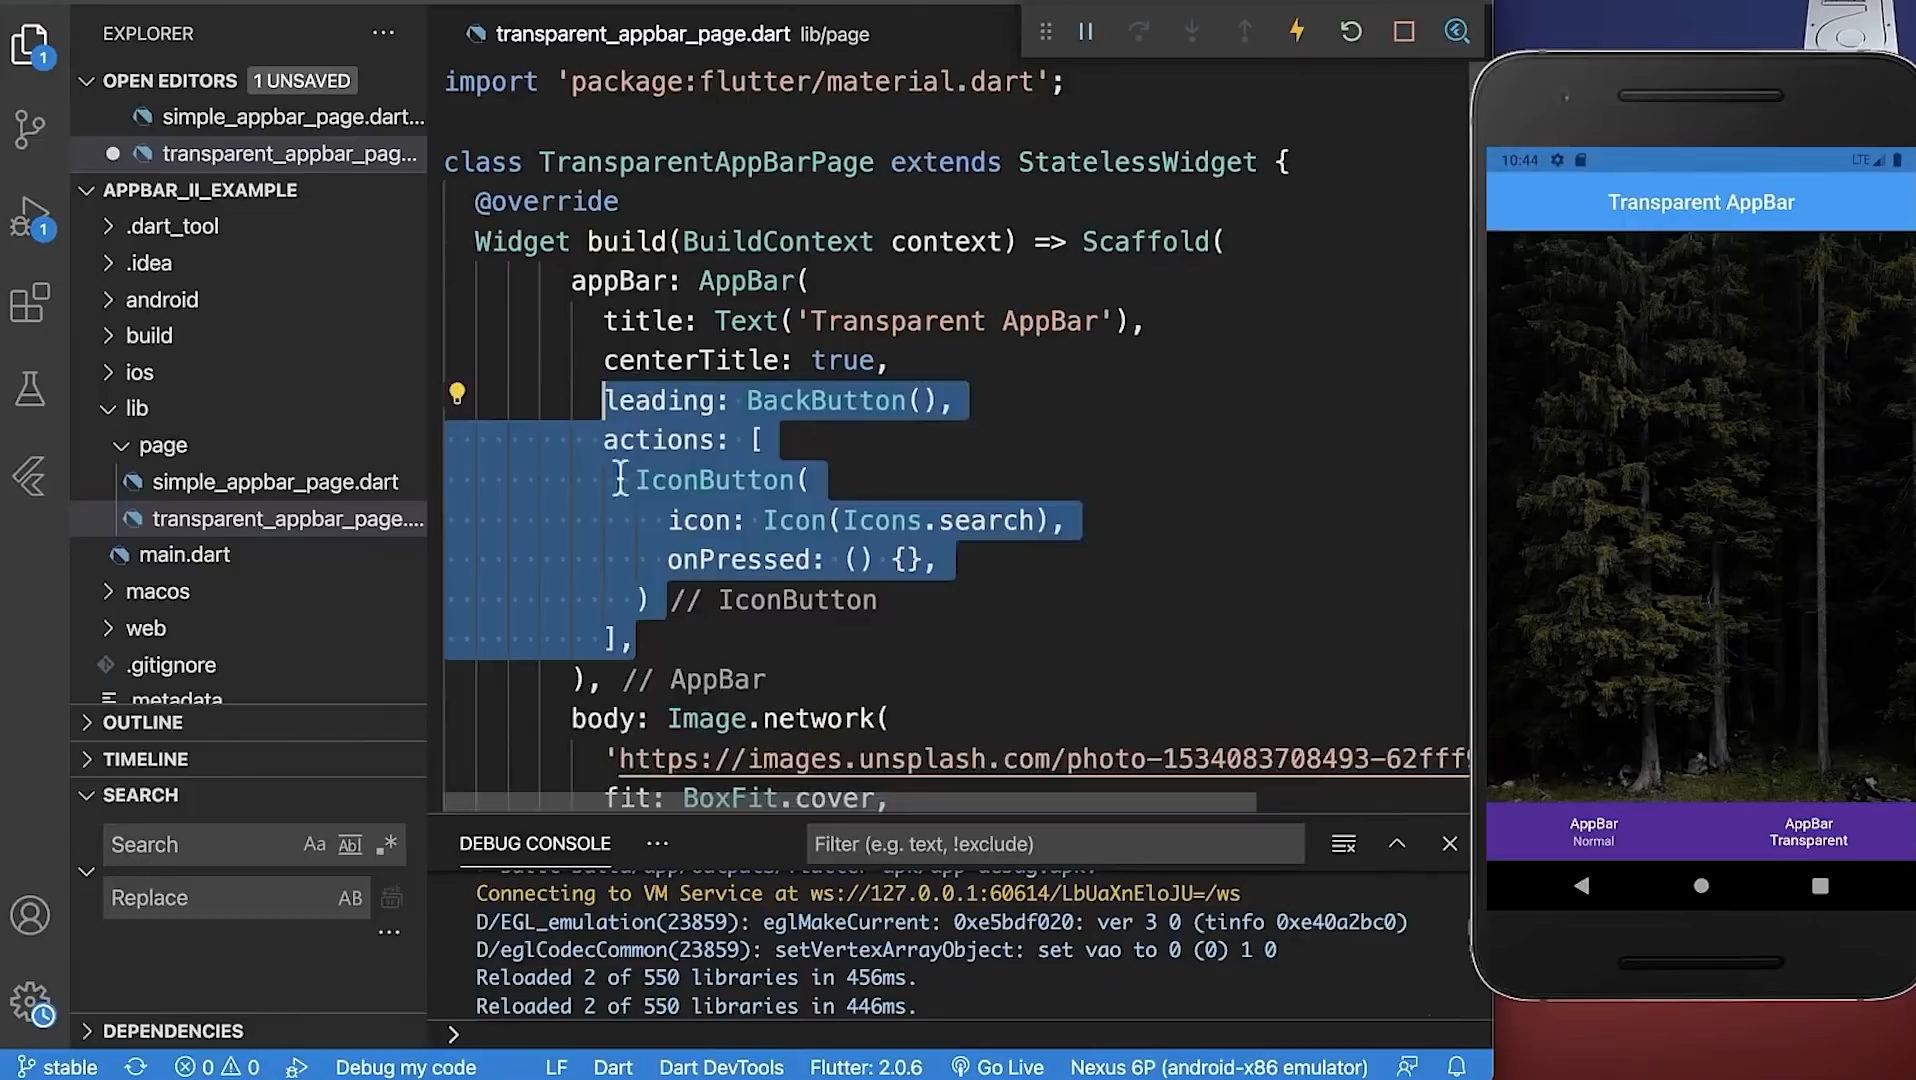 EXPLORER
OPEN EDITORS 1 UNSAVED
simple_appbar_page.dart...
transparent_appbar_pag...
APPBAR_II_EXAMPLE
.dart_tool
.idea
android
build
ios
lib
page
simple_appbar_page.dart
transparent_appbar_page....
main.dart
macos
web
.gitignore
.metadata
OUTLINE
TIMELINE
SEARCH
Search Aa Abl .*
Replace AB
DEPENDENCIES
1
1
transparent_appbar_page.dart lib/page
import 'package:flutter/material.dart';
class TransparentAppBarPage extends StatelessWidget {
@override
Widget build(BuildContext context) => Scaffold(
appBar: AppBar(
title: Text('Transparent AppBar'),
centerTitle: true,
leading: BackButton(),
actions: [
IconButton(
icon: Icon(Icons.search),
onPressed: () {},
) // IconButton
],
), // AppBar
body: Image.network(
'https://images.unsplash.com/photo-1534083708493-62fff
fit: BoxFit.cover,
DEBUG CONSOLE ... Filter (e.g. text, !exclude)
Connecting to VM Service at ws://127.0.0.1:60614/LbUaXnEloJU=/ws
D/EGL_emulation(23859): eglMakeCurrent: 0xe5bdf020: ver 3 0 (tinfo 0xe40a2bc0)
D/eglCodecCommon(23859): setVertexArrayObject: set vao to 0 (0) 1 0
Reloaded 2 of 550 libraries in 456ms.
Reloaded 2 of 550 libraries in 446ms.
>
stable 0 0 Debug my code LF Dart Dart DevTools Flutter: 2.0.6 Go Live Nexus 6P (android-x86 emulator)
10:44 LTE
Transparent AppBar
AppBar
Normal
AppBar
Transparent